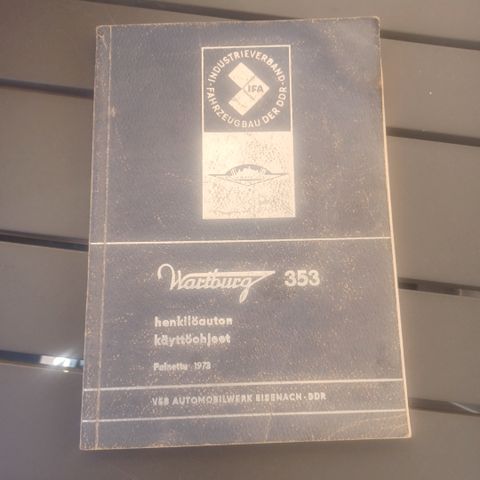 INDUSTRIEVERBAND-
FAHRZEUGBAU DER DDR
IFA
Wartburg 353
henkilöauton
käyttöohjeet
Painettu 1973
VEB AUTOMOBILWERK EISENACH-DDR